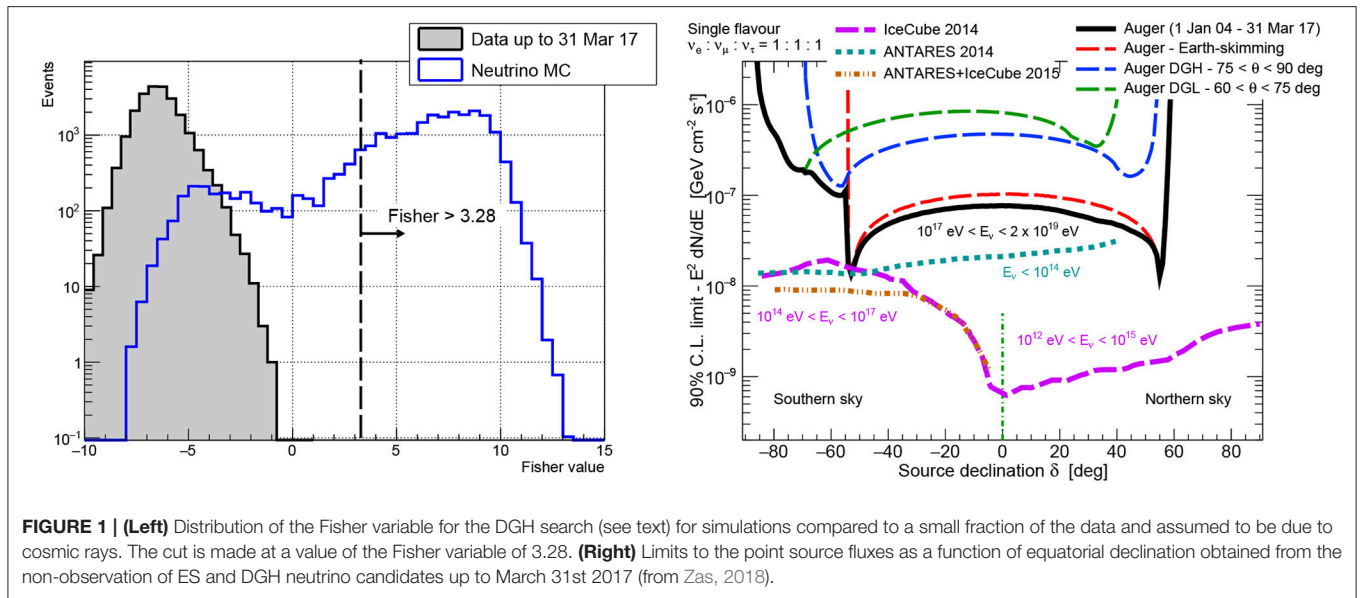 Data up to 31 Mar 17
Neutrino MC
Events
10³
10²
10
1
10⁻¹
Fisher > 3.28
−10
−5
0
5
10
15
Fisher value
Single flavour
νe : νμ : ντ = 1 : 1 : 1
IceCube 2014
ANTARES 2014
ANTARES+IceCube 2015
Auger (1 Jan 04 - 31 Mar 17)
Auger - Earth-skimming
Auger DGH - 75 < θ < 90 deg
Auger DGL - 60 < θ < 75 deg
90% C.L. limit - E² dN/dE [GeV cm⁻² s⁻¹]
10⁻⁶
10⁻⁷
10⁻⁸
10⁻⁹
10¹⁷ eV < Eν < 2 x 10¹⁹ eV
Eν < 10¹⁴ eV
10¹⁴ eV < Eν < 10¹⁷ eV
10¹² eV < Eν < 10¹⁵ eV
Southern sky
Northern sky
−80
−60
−40
−20
0
20
40
60
80
Source declination δ [deg]
FIGURE 1 | (Left) Distribution of the Fisher variable for the DGH search (see text) for simulations compared to a small fraction of the data and assumed to be due to
cosmic rays. The cut is made at a value of the Fisher variable of 3.28. (Right) Limits to the point source fluxes as a function of equatorial declination obtained from the
non-observation of ES and DGH neutrino candidates up to March 31st 2017 (from Zas, 2018).